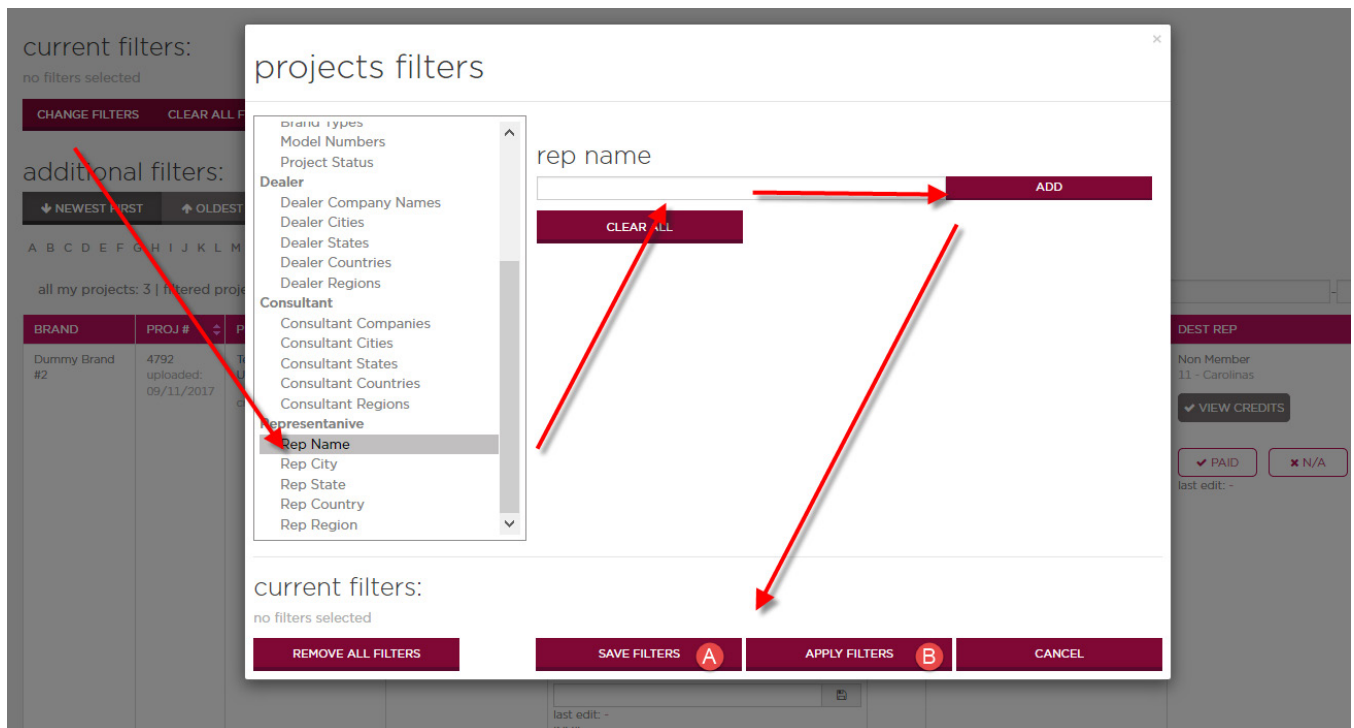 current filters:
no filters selected
CHANGE FILTERS CLEAR ALL F
additional filters:
NEWEST FIRST OLDEST
A B C D E F G H I J K L M
all my projects: 3 | filtered proje
BRAND PROJ # P
Dummy Brand #2
4792
uploaded:
09/11/2017
projects filters
×
Brand Types
Model Numbers
Project Status
Dealer
Dealer Company Names
Dealer Cities
Dealer States
Dealer Countries
Dealer Regions
Consultant
Consultant Companies
Consultant Cities
Consultant States
Consultant Countries
Consultant Regions
Representanive
Rep Name
Rep City
Rep State
Rep Country
Rep Region
rep name
ADD
CLEAR ALL
current filters:
no filters selected
REMOVE ALL FILTERS SAVE FILTERS A APPLY FILTERS B CANCEL
DEST REP
Non Member
11 - Carolinas
VIEW CREDITS
PAID N/A
last edit: -
last edit: -